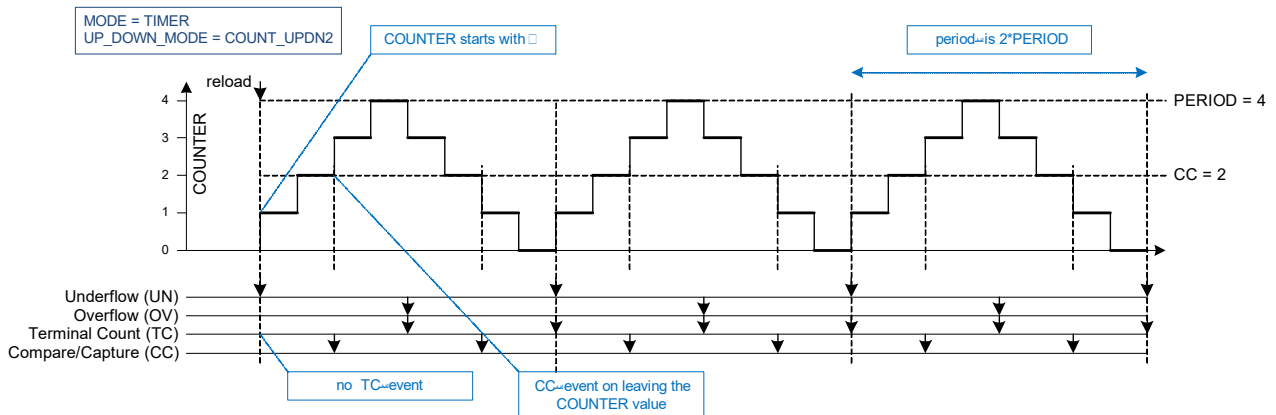 MODE = TIMER
UP_DOWN_MODE = COUNT_UPDN2
COUNTER starts with
period is 2*PERIOD
reload
4
3
2
1
0
COUNTER
PERIOD = 4
CC = 2
Underflow (UN)
Overflow (OV)
Terminal Count (TC)
Compare/Capture (CC)
no TC event
CC event on leaving the
COUNTER value